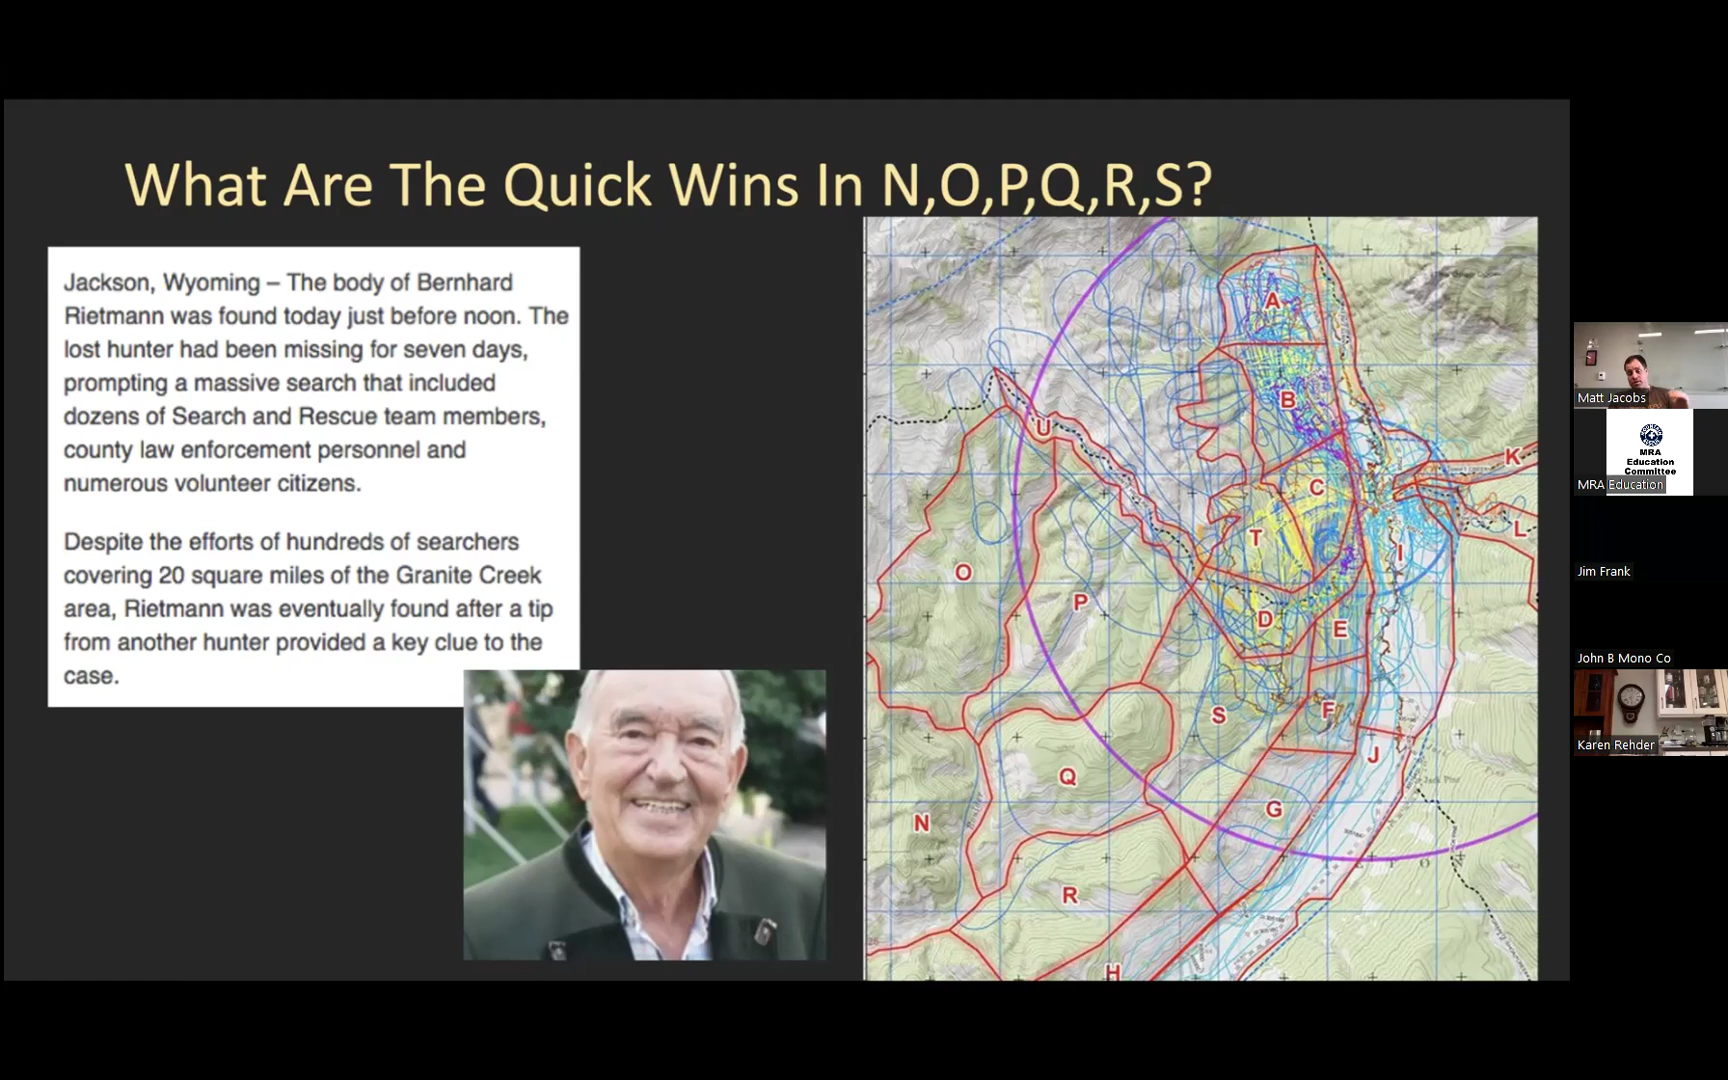 What Are The Quick Wins In N,O,P,Q,R,S?
Jackson, Wyoming – The body of Bernhard
Rietmann was found today just before noon. The
lost hunter had been missing for seven days,
prompting a massive search that included
dozens of Search and Rescue team members,
county law enforcement personnel and
numerous volunteer citizens.
Despite the efforts of hundreds of searchers
covering 20 square miles of the Granite Creek
area, Rietmann was eventually found after a tip
from another hunter provided a key clue to the
case.
A
B
U
K
C
L
T
I
O
P
D
E
S
F
J
Q
G
N
R
H
Matt Jacobs
MRA
Education
Committee
MRA Education
Jim Frank
John B Mono Co
Karen Rehder